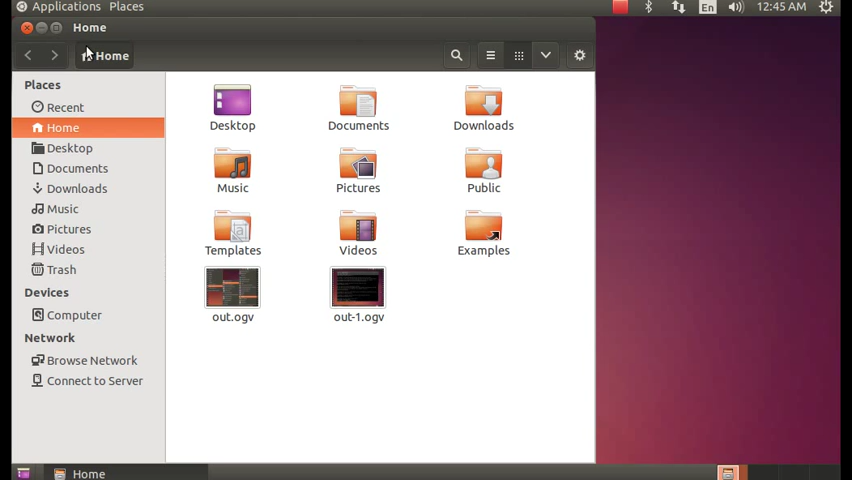 Applications Places En 12:45 AM
Home
Home
Places
Recent
Home
Desktop
Documents
Downloads
Music
Pictures
Videos
Trash
Devices
Computer
Network
Browse Network
Connect to Server
Desktop Documents Downloads
Music Pictures Public
Templates Videos Examples
out.ogv out-1.ogv
Home